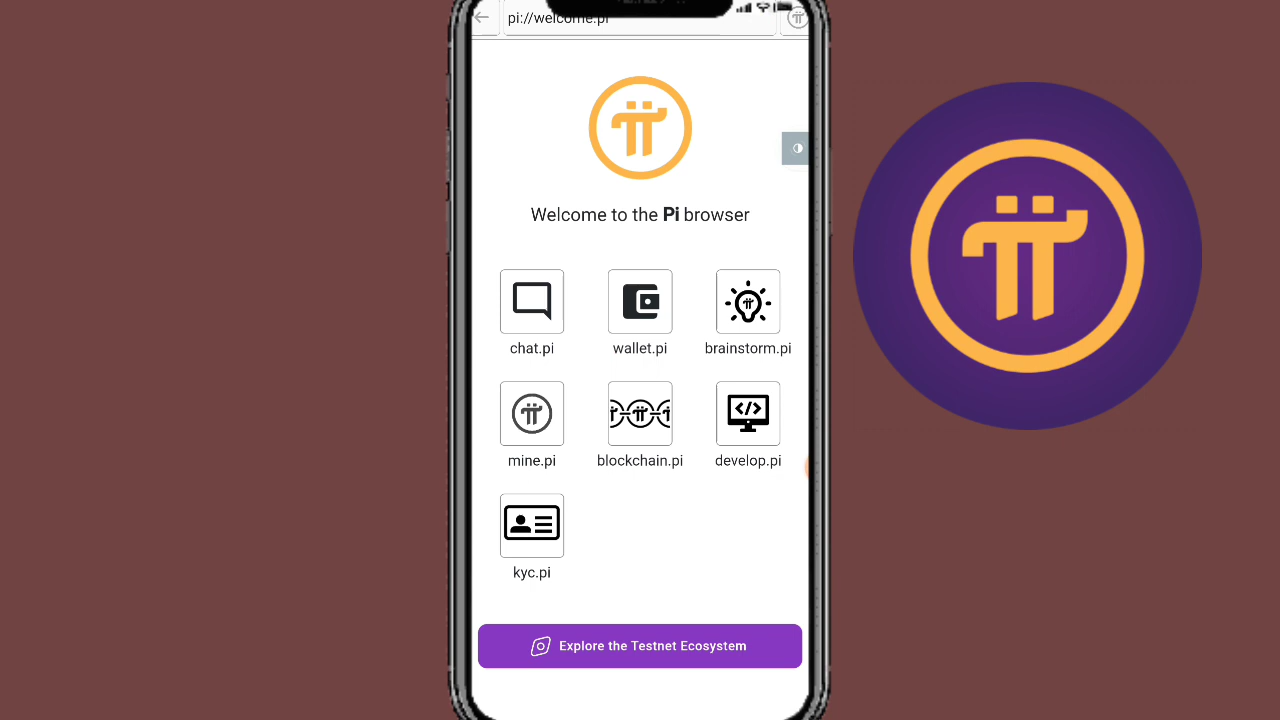 pi://welcome.pi
Welcome to the Pi browser
chat.pi
wallet.pi
brainstorm.pi
mine.pi
blockchain.pi
develop.pi
kyc.pi
Explore the Testnet Ecosystem